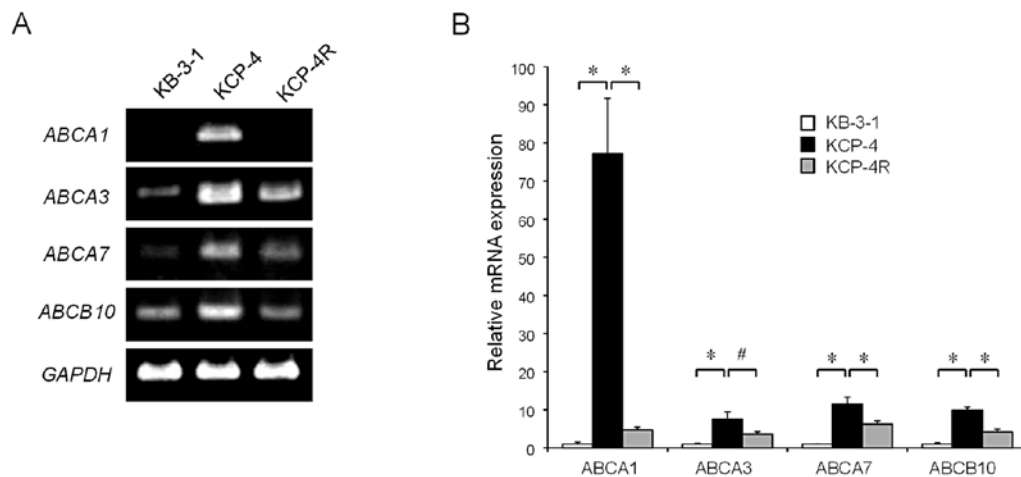 A
KB-3-1
KCP-4
KCP-4R
ABCA1
ABCA3
ABCA7
ABCB10
GAPDH
B
Relative mRNA expression
100
90
80
70
60
50
40
30
20
10
0
* *
* #
* *
* *
KB-3-1
KCP-4
KCP-4R
ABCA1 ABCA3 ABCA7 ABCB10